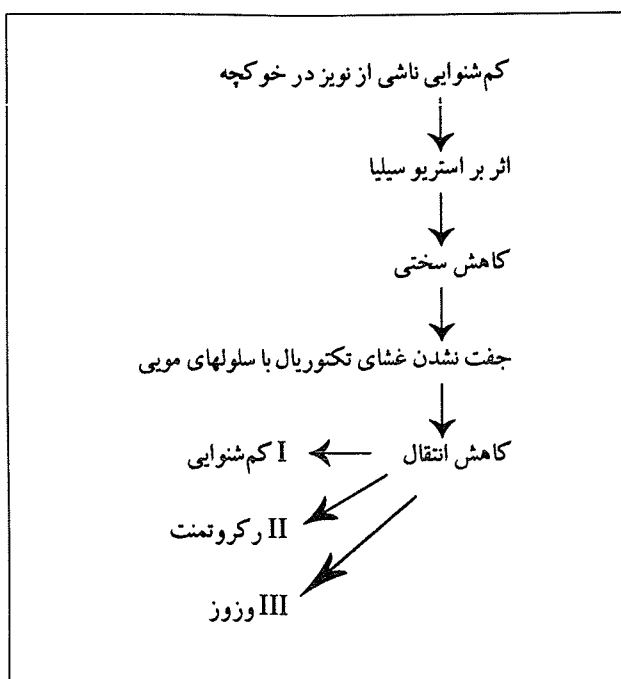 کم‌شنوایی ناشی از نویز در خوکچه
اثر بر استریو سیلیا
کاهش سختی
جفت نشدن غشای تکتوریال با سلولهای مویی
کاهش انتقال
I کم‌شنوایی
II رکروتمنت
III وزوز